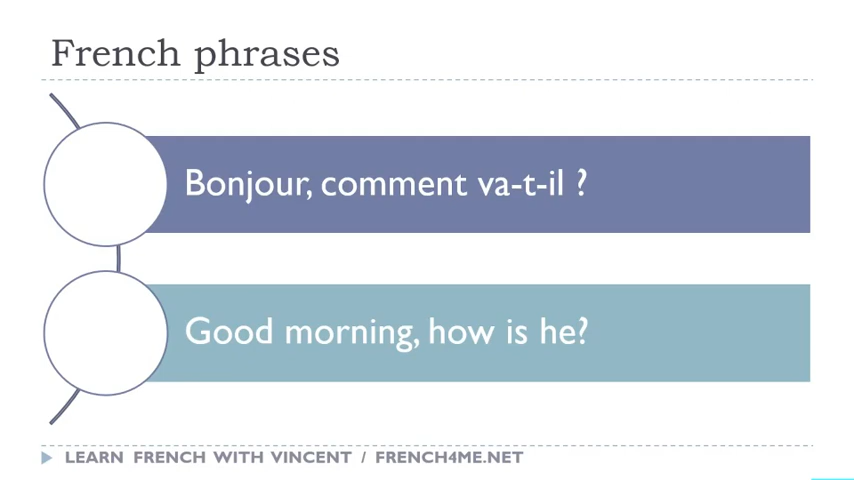 French phrases
Bonjour, comment va-t-il ?
Good morning, how is he?
LEARN FRENCH WITH VINCENT / FRENCH4ME.NET